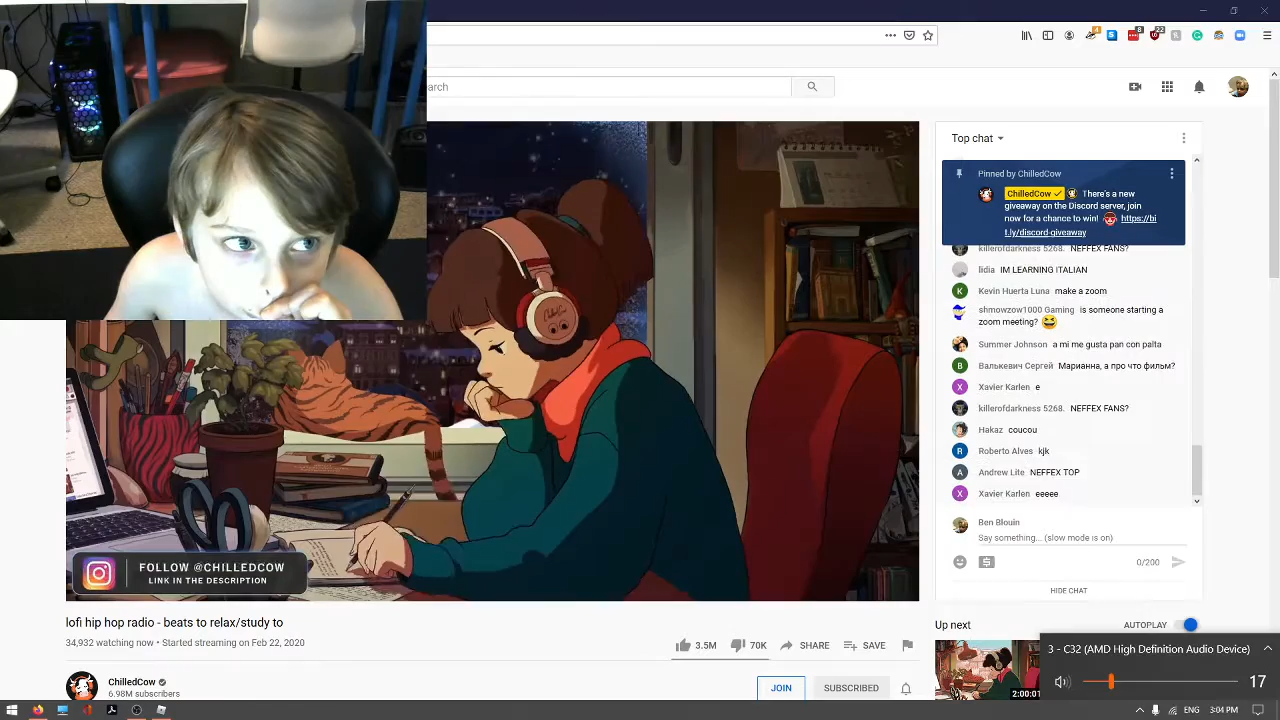 arch
Top chat
Pinned by ChilledCow
ChilledCow There's a new
giveaway on the Discord server, join
now for a chance to win! https://bi
t.ly/discord-giveaway
killerofdarkness 5268. NEFFEX FANS?
lidia IM LEARNING ITALIAN
Kevin Huerta Luna make a zoom
shmowzow1000 Gaming is someone starting a
zoom meeting?
Summer Johnson a mi me gusta pan con palta
Валькевич Сергей Марианна, а про что фильм?
Xavier Karlen e
killerofdarkness 5268. NEFFEX FANS?
Hakaz coucou
Roberto Alves kjk
Andrew Lite NEFFEX TOP
Xavier Karlen eeeee
Ben Blouin
Say something... (slow mode is on)
0/200
HIDE CHAT
FOLLOW @CHILLEDCOW
LINK IN THE DESCRIPTION
lofi hip hop radio - beats to relax/study to
34,932 watching now • Started streaming on Feb 22, 2020
3.5M 70K SHARE SAVE
ChilledCow
6.98M subscribers
JOIN SUBSCRIBED
Up next AUTOPLAY
2:00:01
3 - C32 (AMD High Definition Audio Device)
17
ENG 3:04 PM